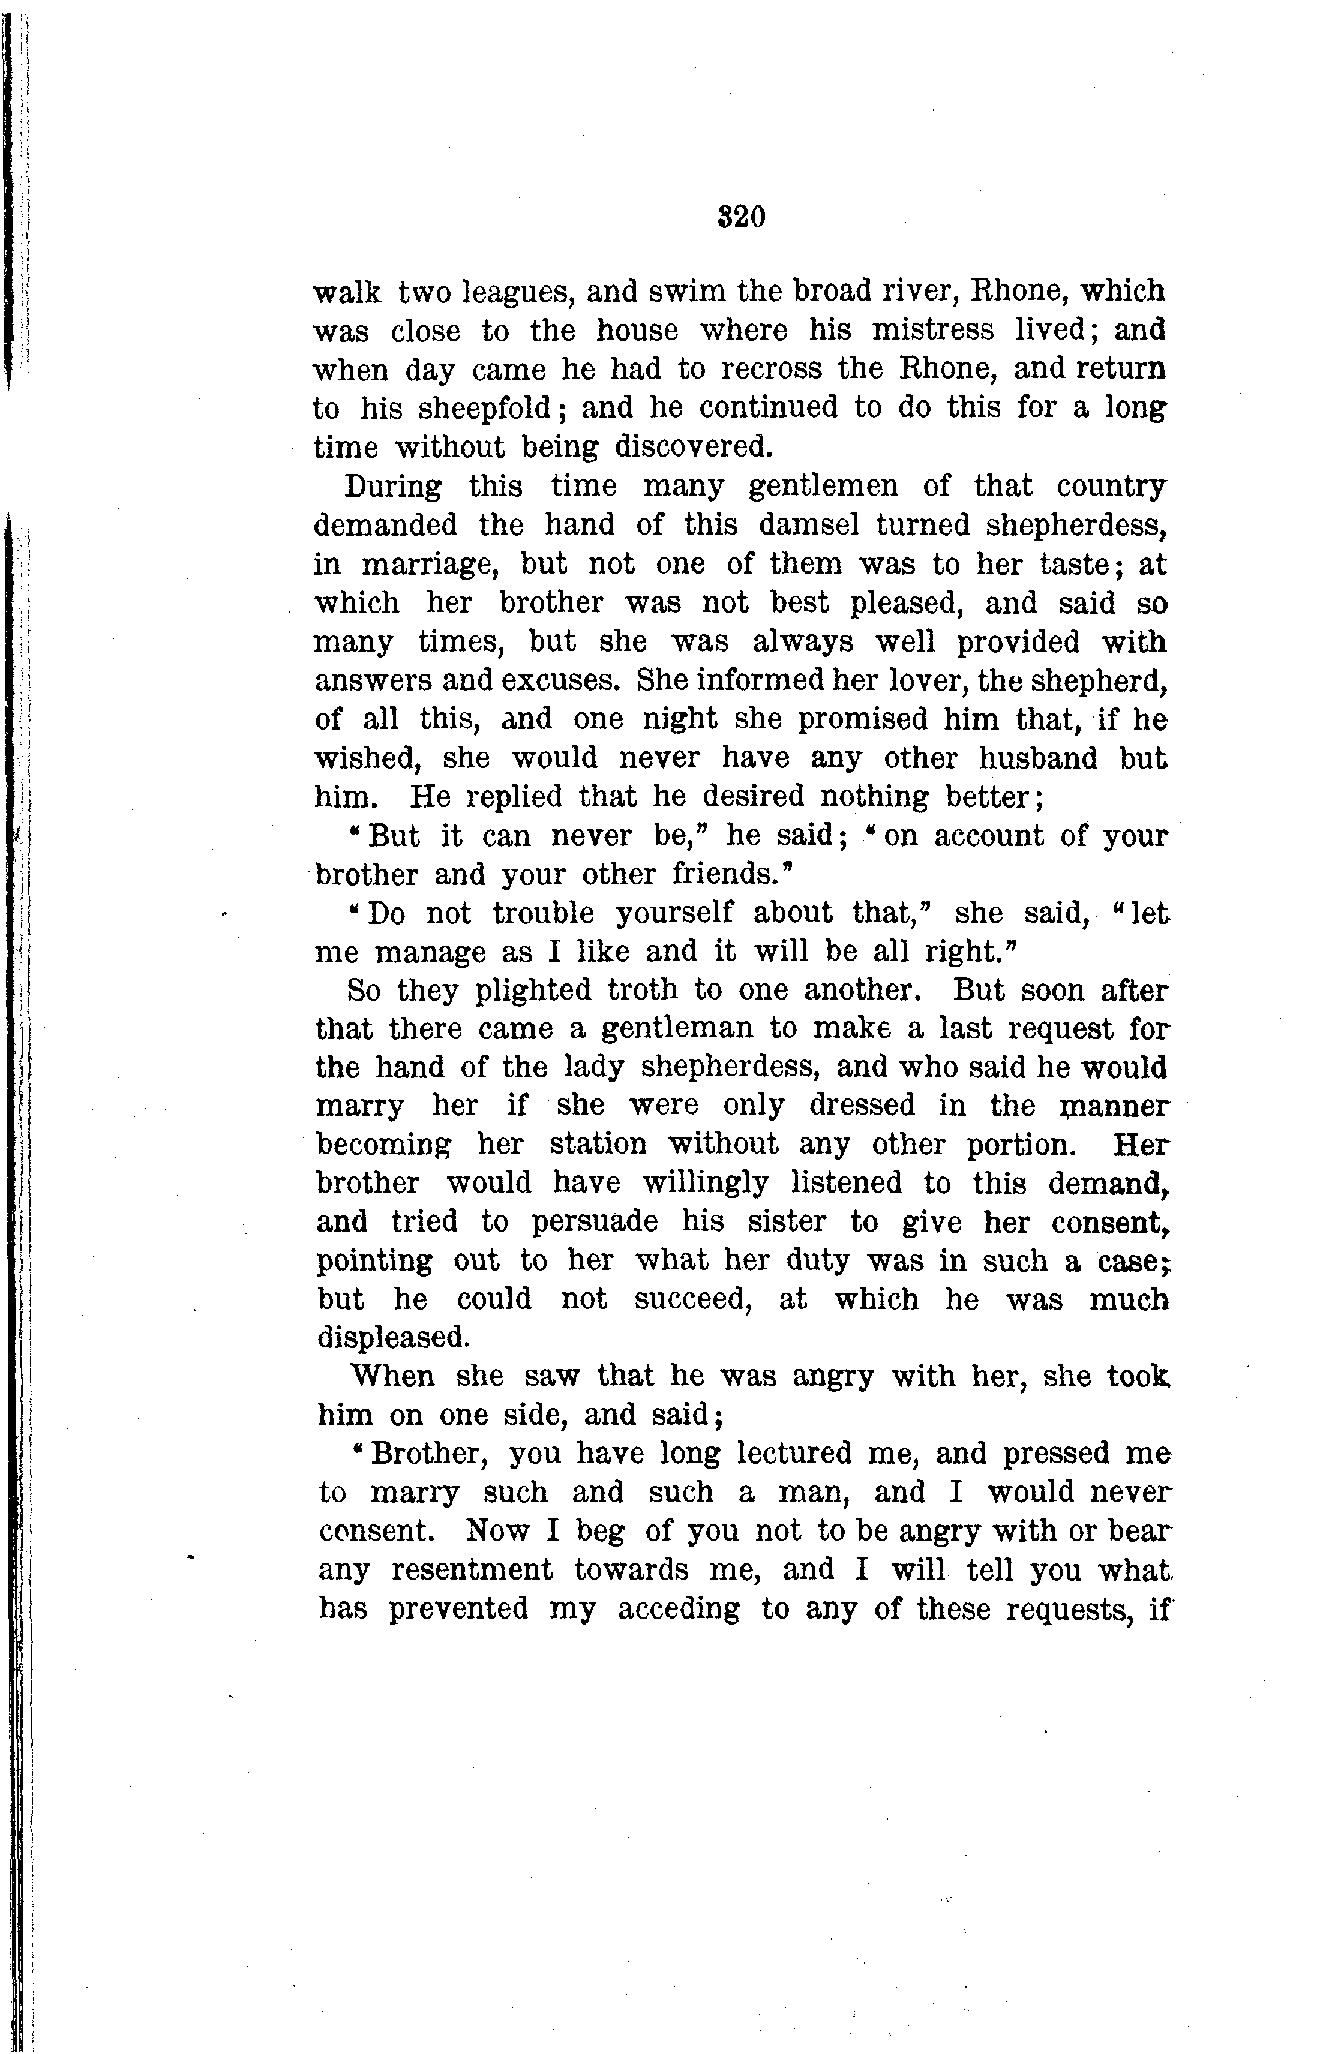 320
walk two leagues, and swim the broad river, Rhone, which
was close to the house where his mistress lived; and
when day came he had to recross the Rhone, and return
to his sheepfold; and he continued to do this for a long
time without being discovered.
During this time many gentlemen of that country
demanded the hand of this damsel turned shepherdess,
in marriage, but not one of them was to her taste; at
which her brother was not best pleased, and said so
many times, but she was always well provided with
answers and excuses. She informed her lover, the shepherd,
of all this, and one night she promised him that, if he
wished, she would never have any other husband but
him. He replied that he desired nothing better;
"But it can never be," he said; "on account of your
brother and your other friends."
"Do not trouble yourself about that," she said, "let
me manage as I like and it will be all right."
So they plighted troth to one another. But soon after
that there came a gentleman to make a last request for
the hand of the lady shepherdess, and who said he would
marry her if she were only dressed in the manner
becoming her station without any other portion. Her
brother would have willingly listened to this demand,
and tried to persuade his sister to give her consent,
pointing out to her what her duty was in such a case;
but he could not succeed, at which he was much
displeased.
When she saw that he was angry with her, she took
him on one side, and said;
"Brother, you have long lectured me, and pressed me
to marry such and such a man, and I would never
consent. Now I beg of you not to be angry with or bear
any resentment towards me, and I will tell you what
has prevented my acceding to any of these requests, if